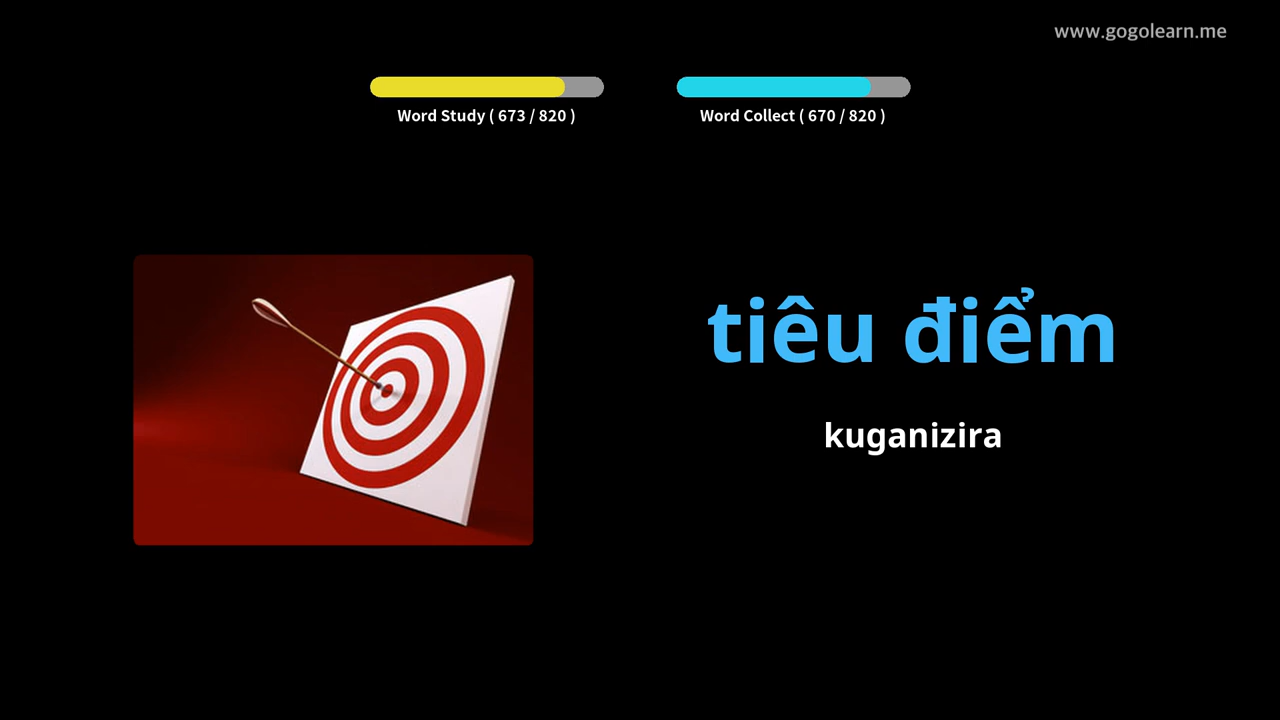 www.gogolearn.me
Word Study ( 673 / 820 )
Word Collect ( 670 / 820 )
tiêu điểm
kuganizira